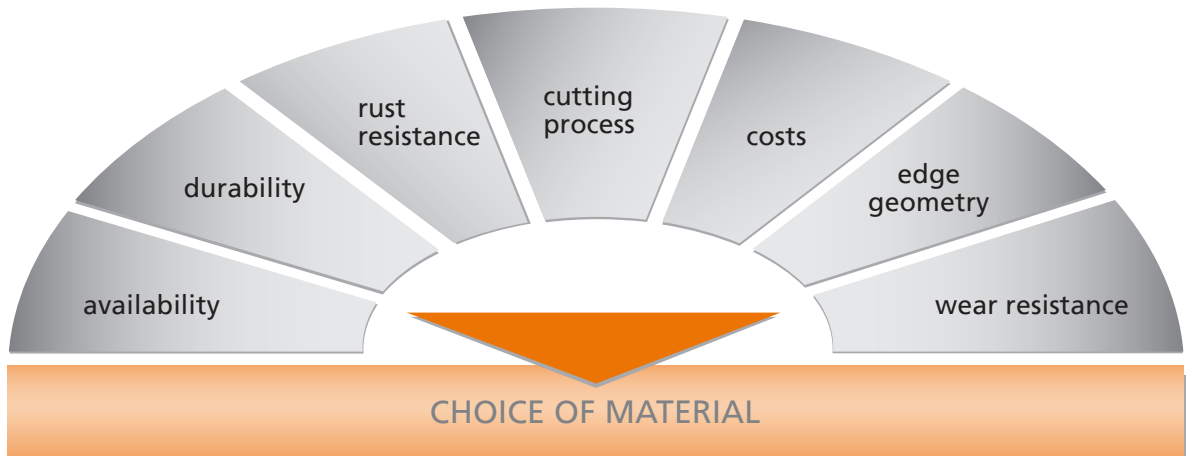 availability
durability
rust
resistance
cutting
process
costs
edge
geometry
wear resistance
CHOICE OF MATERIAL